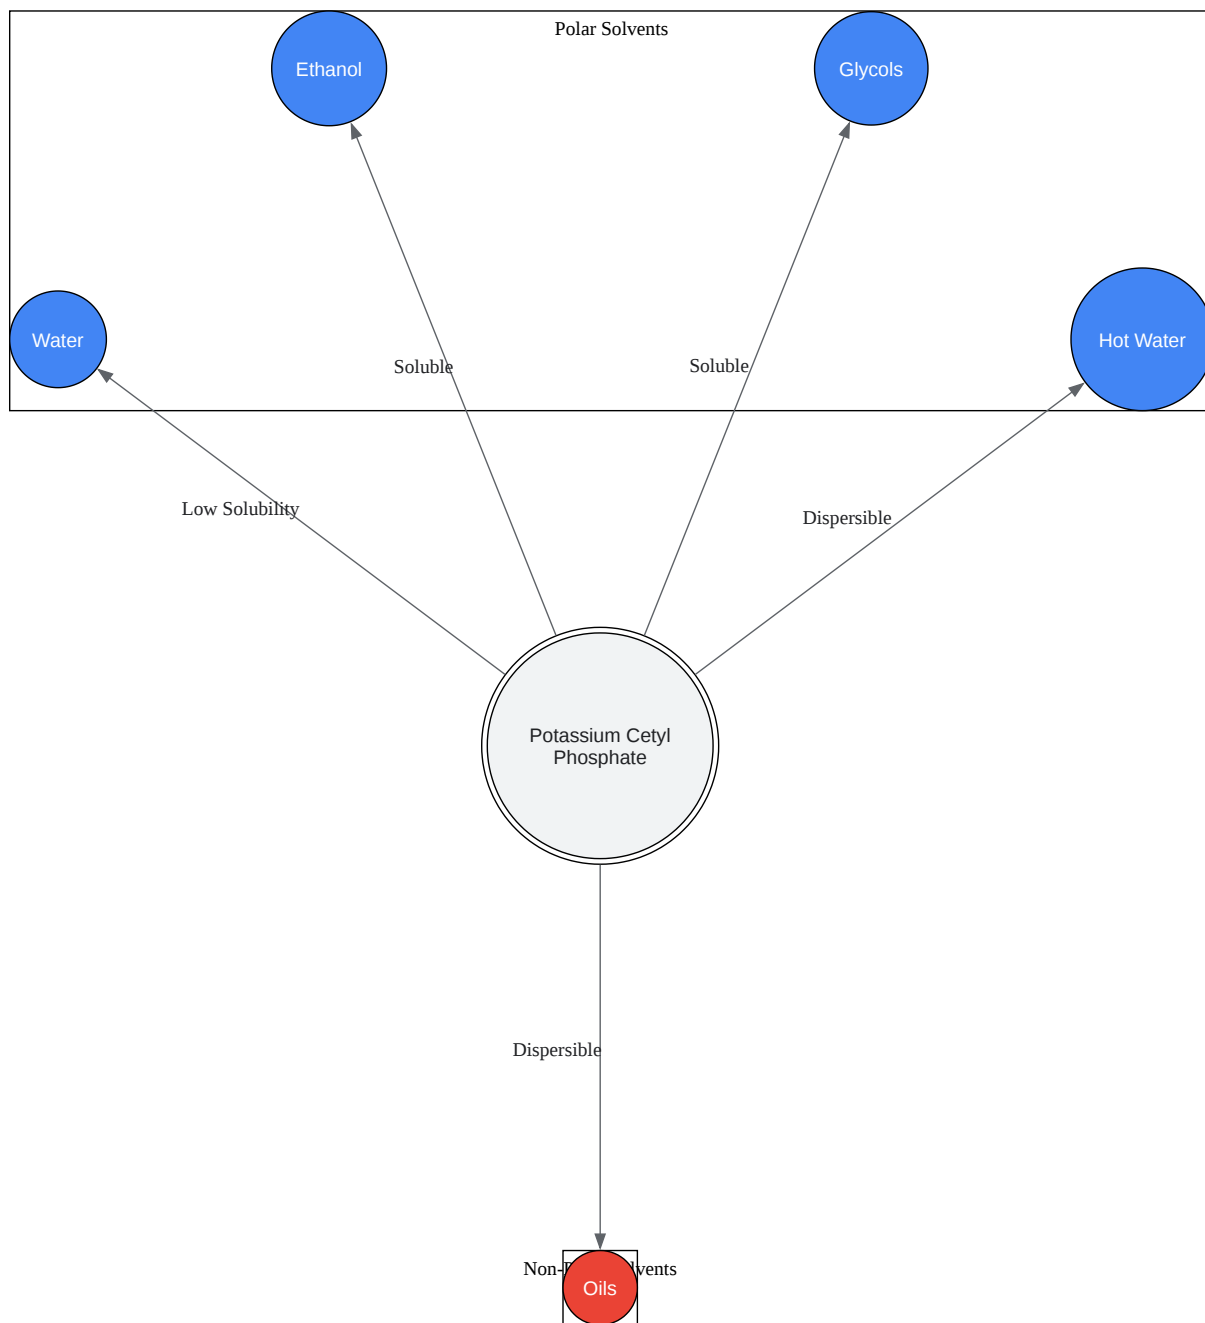 Polar Solvents
Ethanol
Glycols
Water
Hot Water
Soluble
Soluble
Low Solubility
Dispersible
Potassium Cetyl
Phosphate
Dispersible
Oils